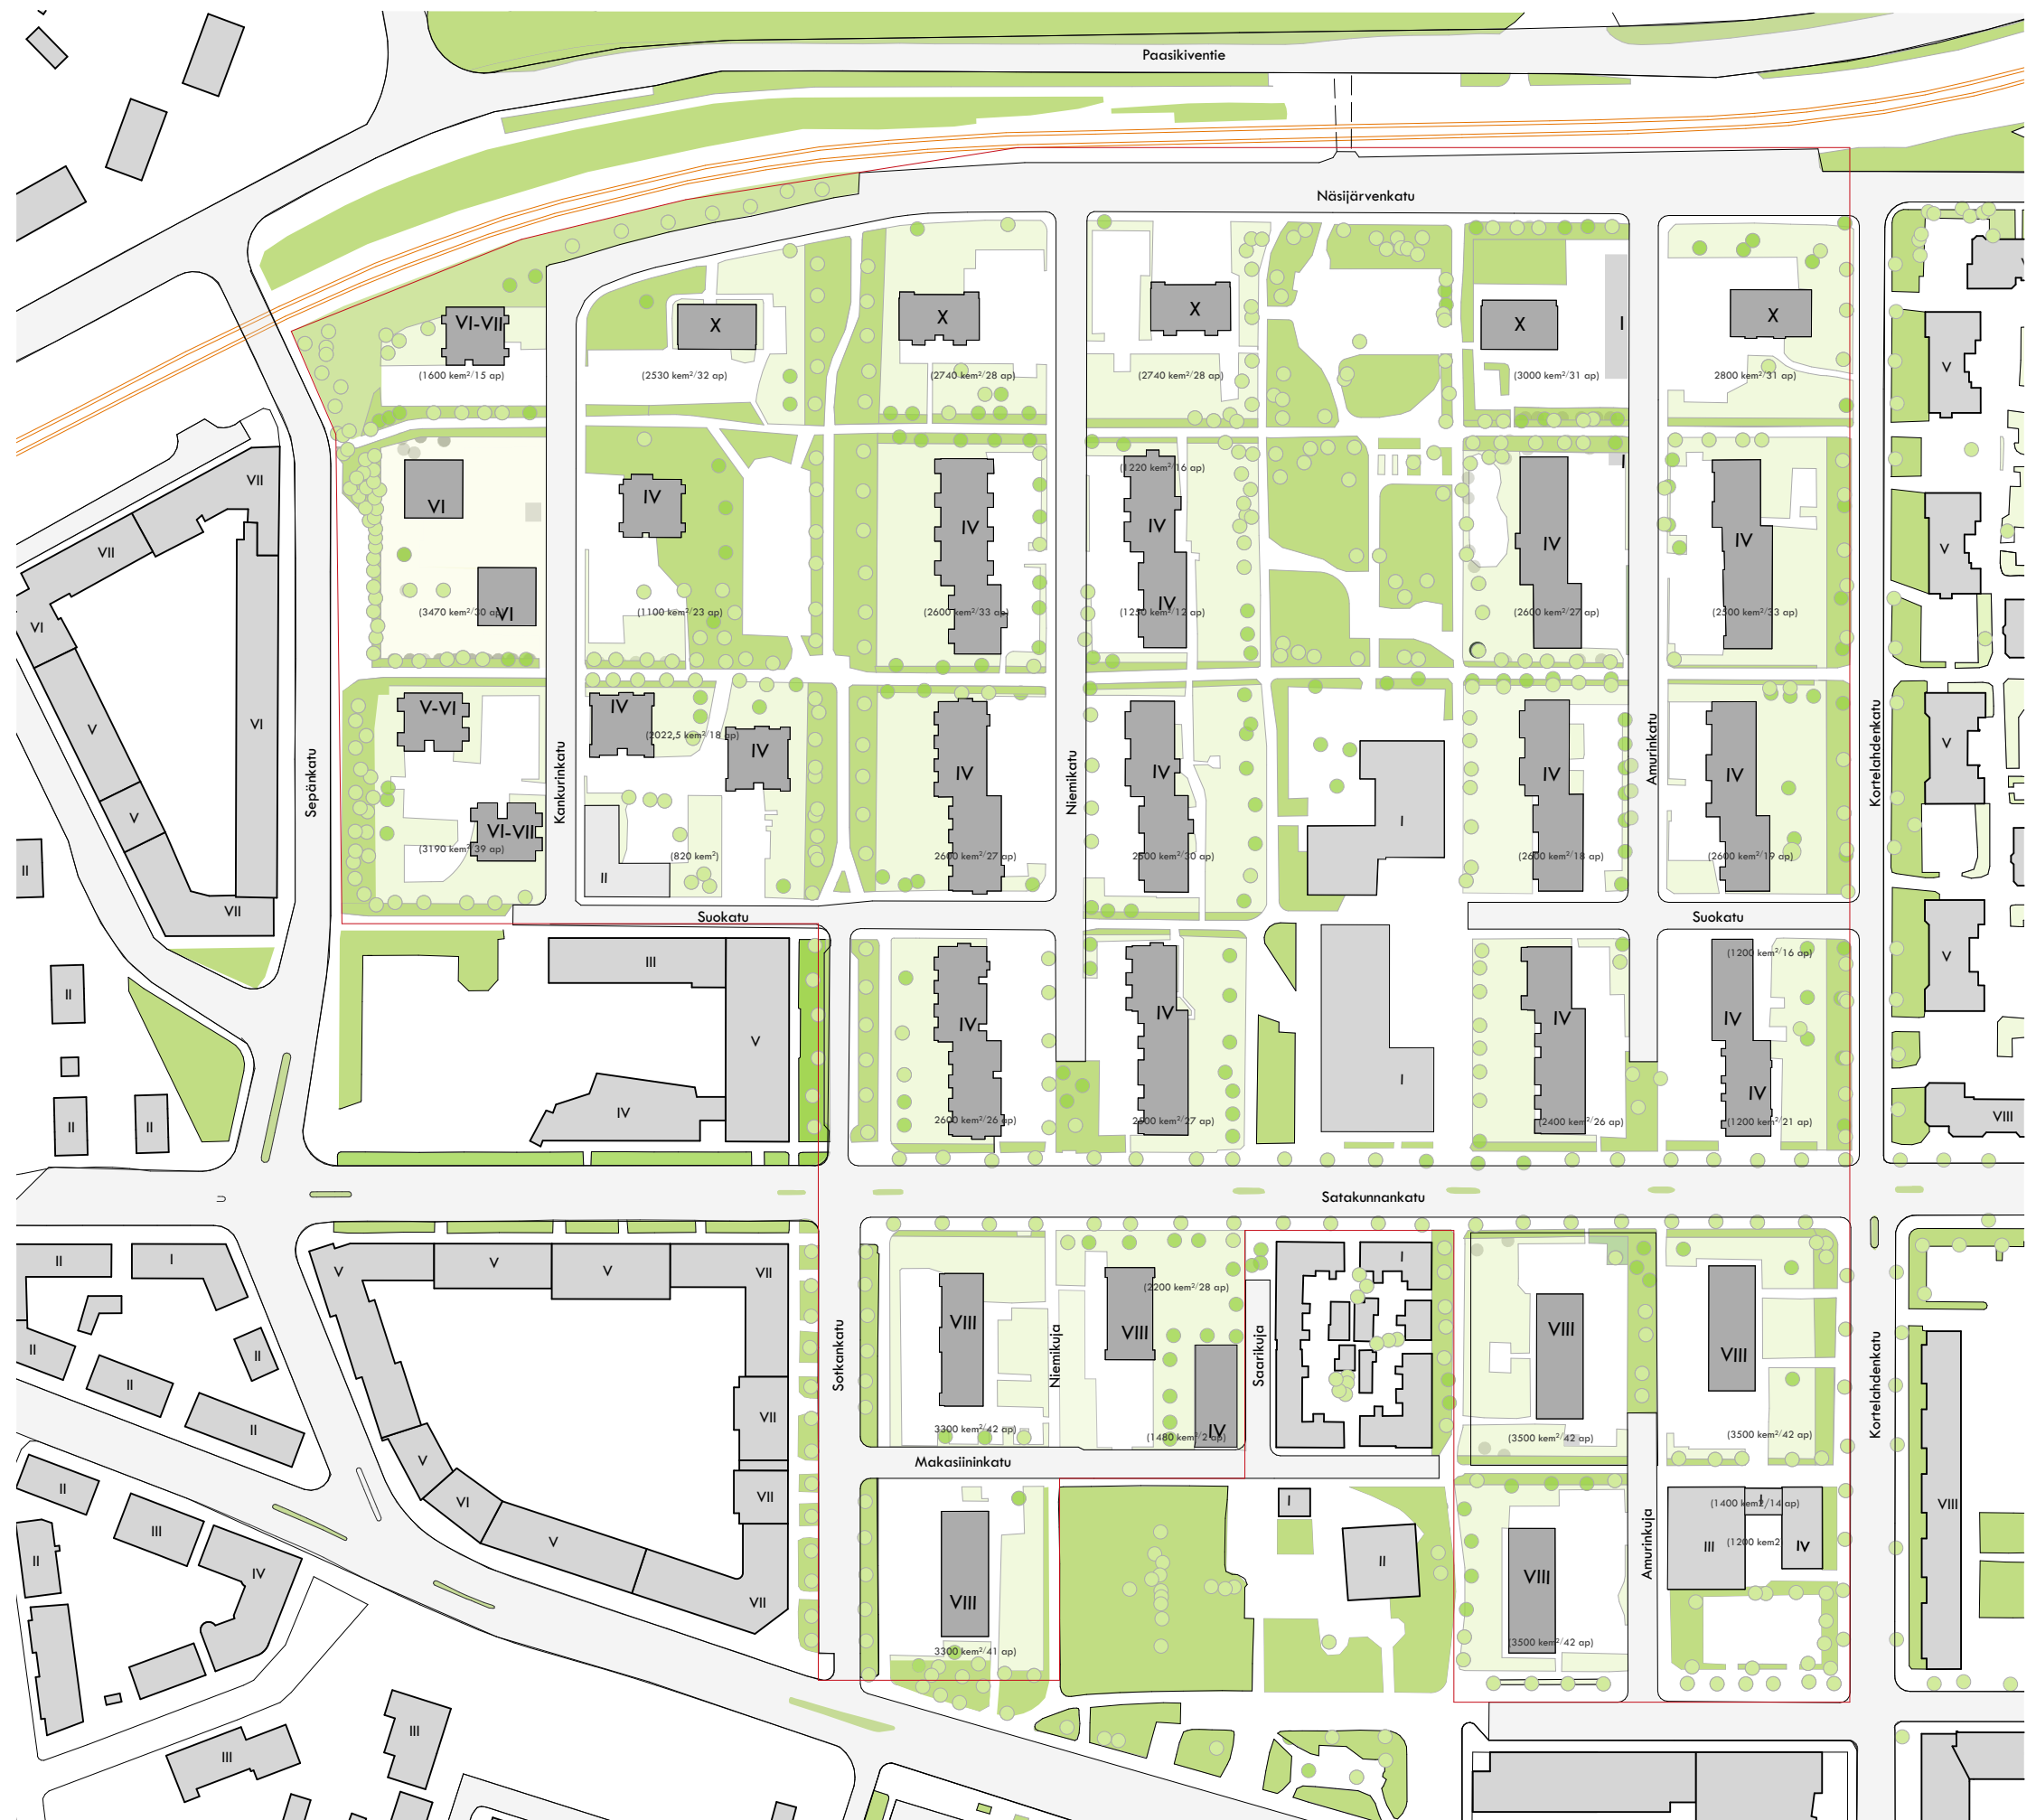 Paasikiventie
Näsijärvenkatu
VI-VII
X
X
X
X
I
X
(1600 kem²/15 ap)
(2530 kem²/32 ap)
(2740 kem²/28 ap)
(2740 kem²/28 ap)
(3000 kem²/31 ap)
2800 kem²/31 ap)
V
VII
VI
IV
IV
(1220 kem²/16 ap)
IV
IV
IV
VII
V
VI
(3470 kem²/30 ap)
VI
(1100 kem²/23 ap)
(2600 kem²/33 ap)
(1250 kem²/12 ap)
IV
(2600 kem²/27 ap)
(2500 kem²/33 ap)
V
VI
V-VI
IV
(2022,5 kem²/18 ap)
IV
IV
IV
IV
IV
V
Sepänkatu
Kankurinkatu
Niemikatu
Amurinkatu
Kortelahdenkatu
V
VI-VII
(3190 kem²/39 ap)
(820 kem²)
2600 kem²/27 ap)
2500 kem²/30 ap)
I
(2600 kem²/18 ap)
(2600 kem²/19 ap)
II
II
VII
Suokatu
Suokatu
III
(1200 kem²/16 ap)
V
II
V
IV
IV
IV
IV
I
IV
II
II
IV
2600 kem²/26 ap)
2500 kem²/27 ap)
(2400 kem²/26 ap)
(1200 kem²/21 ap)
VIII
Satakunnankatu
II
I
V
V
V
VII
(2200 kem²/28 ap)
I
II
II
II
II
VIII
VIII
VIII
VIII
Sotkankatu
Niemikuja
Saarikuja
Kortelahdenkatu
VII
3300 kem²/42 ap)
(1480 kem²/2 ap)
IV
(3500 kem²/42 ap)
(3500 kem²/42 ap)
V
Makasiininkatu
II
VI
VII
I
(1400 kem²/14 ap)
I
VIII
III
V
II
IV
VII
VIII
II
VIII
III
(1200 kem²
IV
Amurinkuja
3300 kem²/41 ap)
(3500 kem²/42 ap)
III
III